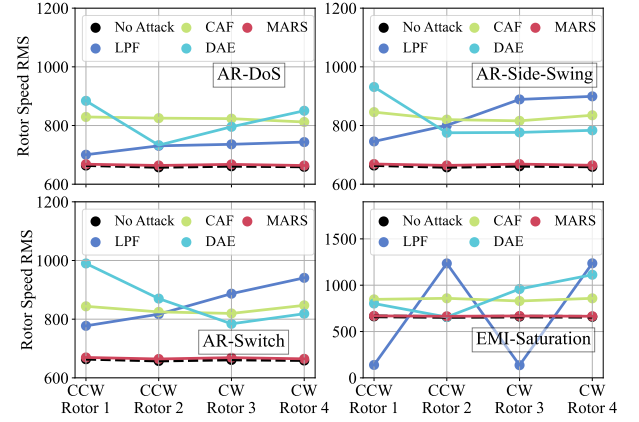 1200
1000
800
600
Rotor Speed RMS
No Attack
CAF
MARS
LPF
DAE
AR-DoS
1200
1000
800
600
No Attack
CAF
MARS
LPF
DAE
AR-Side-Swing
1200
1000
800
600
Rotor Speed RMS
No Attack
CAF
MARS
LPF
DAE
AR-Switch
CCW
Rotor 1
CCW
Rotor 2
CW
Rotor 3
CW
Rotor 4
1500
1000
500
0
No Attack
CAF
MARS
LPF
DAE
EMI-Saturation
CCW
Rotor 1
CCW
Rotor 2
CW
Rotor 3
CW
Rotor 4